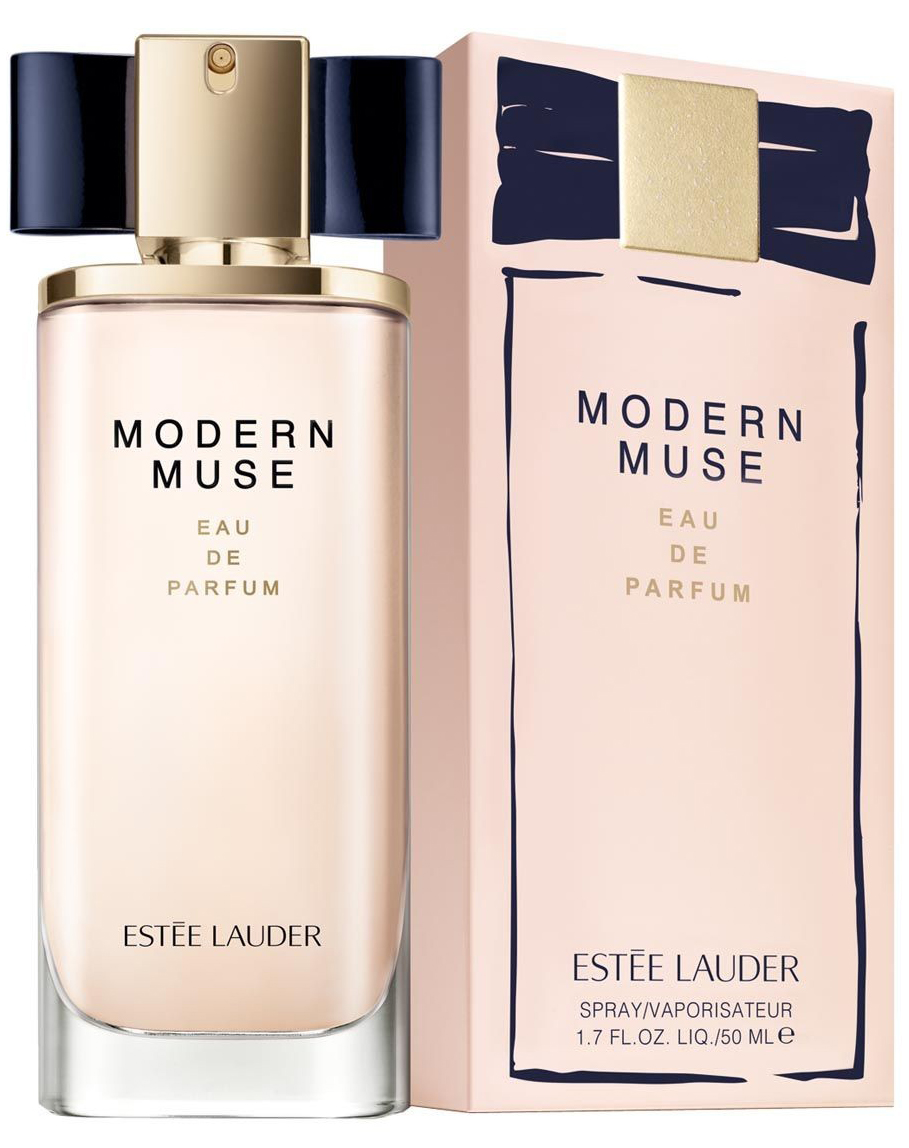 MODERN
MUSE
EAU
DE
PARFUM
ESTĒE LAUDER
MODERN
MUSE
EAU
DE
PARFUM
ESTĒE LAUDER
SPRAY/VAPORISATEUR
1.7 FL.OZ. LIQ./50 ML ℮